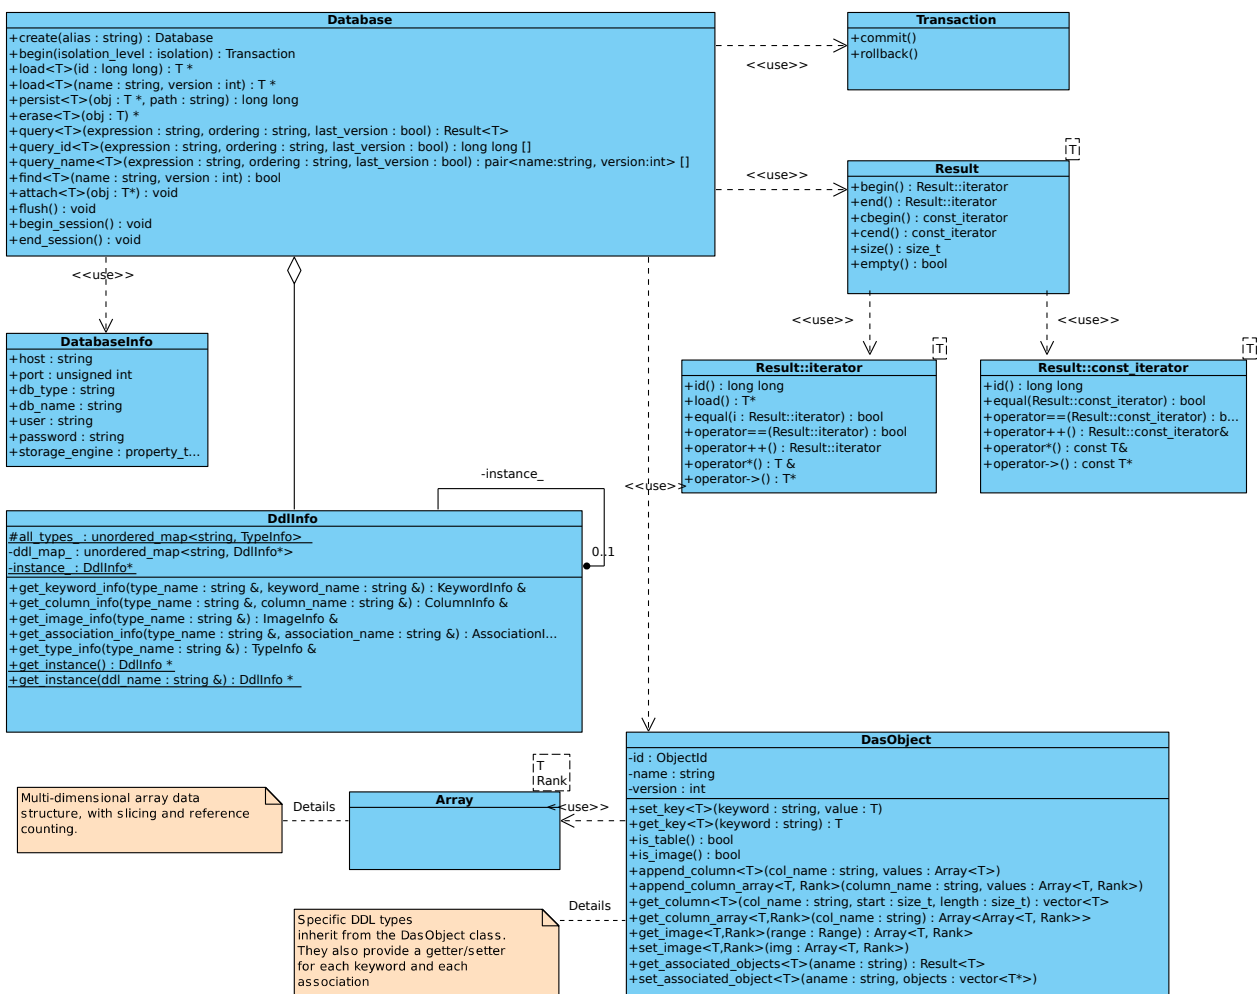 Database
+create(alias : string) : Database
+begin(isolation_level : isolation) : Transaction
+load<T>(id : long long) : T *
+load<T>(name : string, version : int) : T *
+persist<T>(obj : T *, path : string) : long long
+erase<T>(obj : T) *
+query<T>(expression : string, ordering : string, last_version : bool) : Result<T>
+query_id<T>(expression : string, ordering : string, last_version : bool) : long long []
+query_name<T>(expression : string, ordering : string, last_version : bool) : pair<name:string, version:int> []
+find<T>(name : string, version : int) : bool
+attach<T>(obj : T*) : void
+flush() : void
+begin_session() : void
+end_session() : void
<<use>>
Transaction
+commit()
+rollback()
<<use>>
T
Result
+begin() : Result::iterator
+end() : Result::iterator
+cbegin() : const_iterator
+cend() : const_iterator
+size() : size_t
+empty() : bool
<<use>>
<<use>>
<<use>>
DatabaseInfo
+host : string
+port : unsigned int
+db_type : string
+db_name : string
+user : string
+password : string
+storage_engine : property_t...
T
Result::iterator
+id() : long long
+load() : T*
+equal(i : Result::iterator) : bool
+operator==(Result::iterator) : bool
+operator++() : Result::iterator
+operator*() : T &
+operator->() : T*
T
Result::const_iterator
+id() : long long
+equal(Result::const_iterator) : bool
+operator==(Result::const_iterator) : b...
+operator++() : Result::const_iterator&
+operator*() : const T&
+operator->() : const T*
-instance_
<<use>>
0..1
DdlInfo
#all_types_ : unordered_map<string, TypeInfo>
-ddl_map_ : unordered_map<string, DdlInfo*>
-instance_ : DdlInfo*
+get_keyword_info(type_name : string &, keyword_name : string &) : KeywordInfo &
+get_column_info(type_name : string &, column_name : string &) : ColumnInfo &
+get_image_info(type_name : string &) : ImageInfo &
+get_association_info(type_name : string &, association_name : string &) : AssociationI...
+get_type_info(type_name : string &) : TypeInfo &
+get_instance() : DdlInfo *
+get_instance(ddl_name : string &) : DdlInfo *
Multi-dimensional array data
structure, with slicing and reference
counting.
Details
T
Rank
Array
<<use>>
DasObject
-id : ObjectId
-name : string
-version : int
+set_key<T>(keyword : string, value : T)
+get_key<T>(keyword : string) : T
+is_table() : bool
+is_image() : bool
+append_column<T>(col_name : string, values : Array<T>)
+append_column_array<T, Rank>(column_name : string, values : Array<T, Rank>)
+get_column<T>(col_name : string, start : size_t, length : size_t) : vector<T>
+get_column_array<T,Rank>(col_name : string) : Array<Array<T, Rank>>
+get_image<T,Rank>(range : Range) : Array<T, Rank>
+set_image<T,Rank>(img : Array<T, Rank>)
+get_associated_objects<T>(aname : string) : Result<T>
+set_associated_object<T>(aname : string, objects : vector<T*>)
Details
Specific DDL types
inherit from the DasObject class.
They also provide a getter/setter
for each keyword and each
association